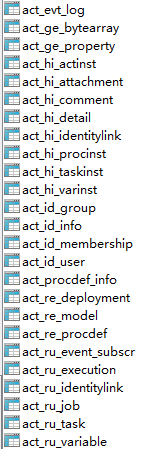 act_evt_log
act_ge_bytearray
act_ge_property
act_hi_actinst
act_hi_attachment
act_hi_comment
act_hi_detail
act_hi_identitylink
act_hi_procinst
act_hi_taskinst
act_hi_varinst
act_id_group
act_id_info
act_id_membership
act_id_user
act_procdef_info
act_re_deployment
act_re_model
act_re_procdef
act_ru_event_subscr
act_ru_execution
act_ru_identitylink
act_ru_job
act_ru_task
act_ru_variable